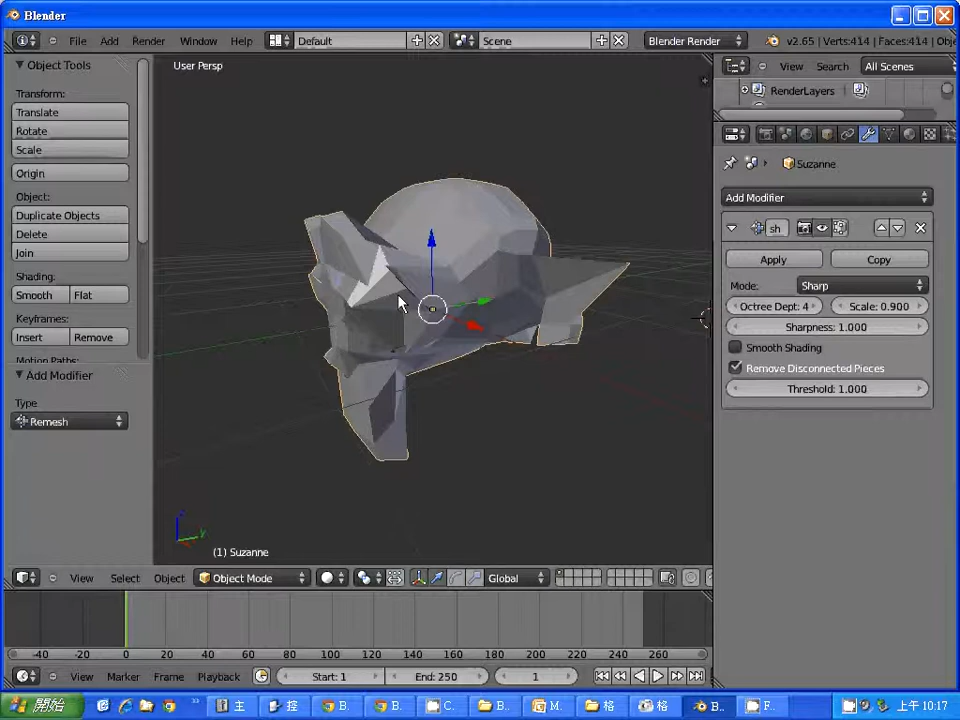 Blender
File Add Render Window Help Default Scene Blender Render v2.65 | Verts:414 | Faces:414 | Obje
Object Tools
Transform:
Translate
Rotate
Scale
Origin
Object:
Duplicate Objects
Delete
Join
Shading:
Smooth Flat
Keyframes:
Insert Remove
Motion Paths:
Add Modifier
Type
Remesh
User Persp
z
y
(1) Suzanne
View Search All Scenes
RenderLayers
Suzanne
Add Modifier
sh
Apply Copy
Mode: Sharp
Octree Dept: 4 Scale: 0.900
Sharpness: 1.000
Smooth Shading
Remove Disconnected Pieces
Threshold: 1.000
View Select Object Object Mode Global
-40 -20 0 20 40 60 80 100 120 140 160 180 200 220 240 260
View Marker Frame Playback Start: 1 End: 250 1
開始 主 控 B. B. C. B.. M. 格 格 B.. F.. 上午 10:17